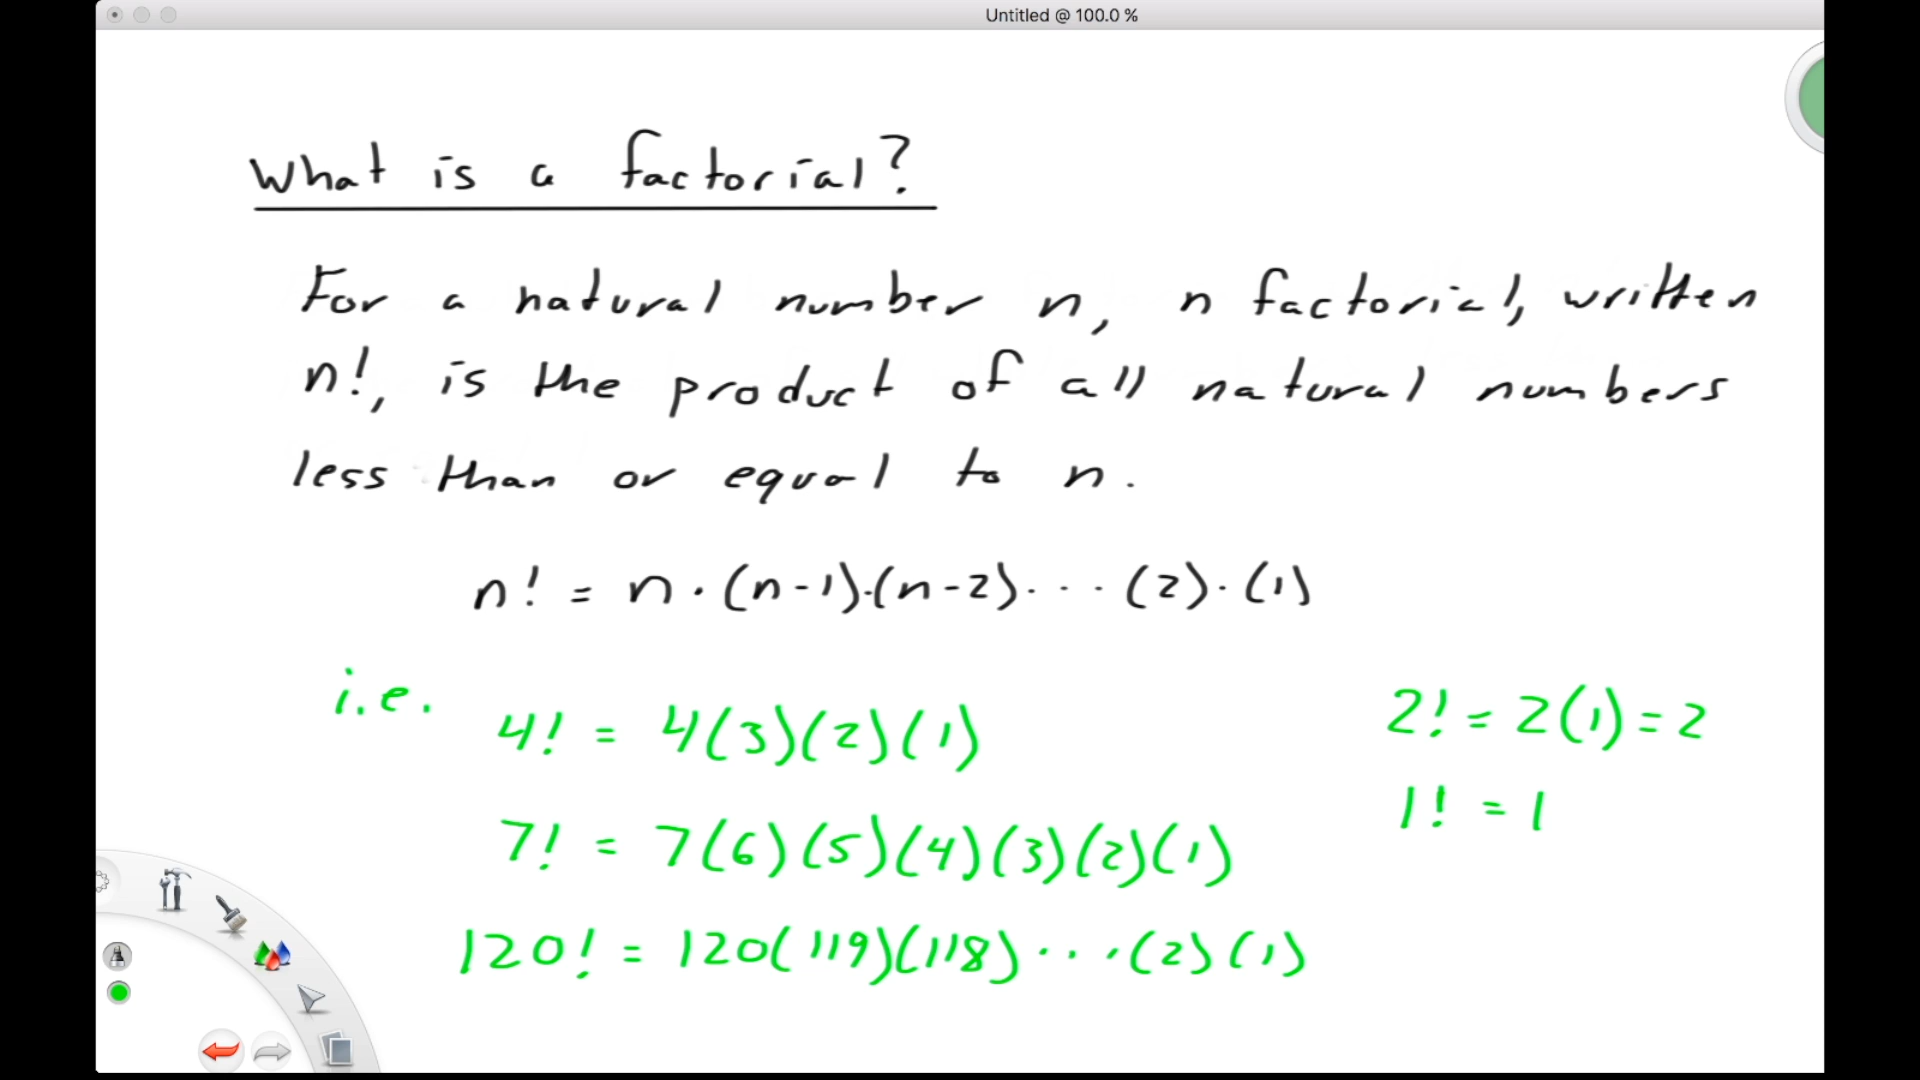 Untitled @ 100.0 %
What is a factorial?
For a natural number n, n factorial, written
n!, is the product of all natural numbers
less than or equal to n.
n! = n · (n-1)·(n-2)· · · (2)·(1)
i.e.
4! = 4(3)(2)(1)
2! = 2(1) = 2
1! = 1
7! = 7(6)(5)(4)(3)(2)(1)
120! = 120(119)(118) · · · (2)(1)